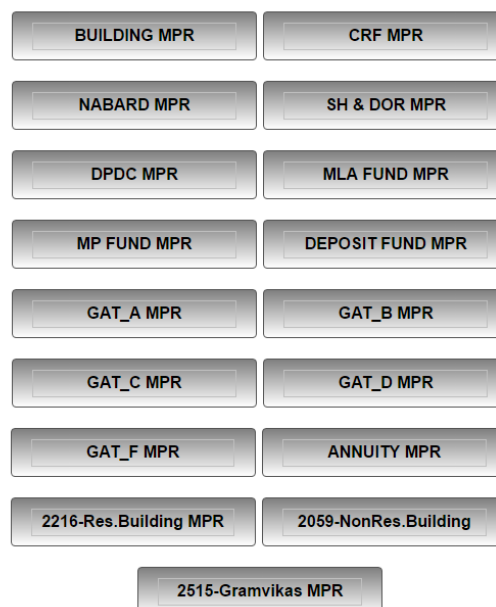 BUILDING MPR
CRF MPR
NABARD MPR
SH & DOR MPR
DPDC MPR
MLA FUND MPR
MP FUND MPR
DEPOSIT FUND MPR
GAT_A MPR
GAT_B MPR
GAT_C MPR
GAT_D MPR
GAT_F MPR
ANNUITY MPR
2216-Res.Building MPR
2059-NonRes.Building
2515-Gramvikas MPR